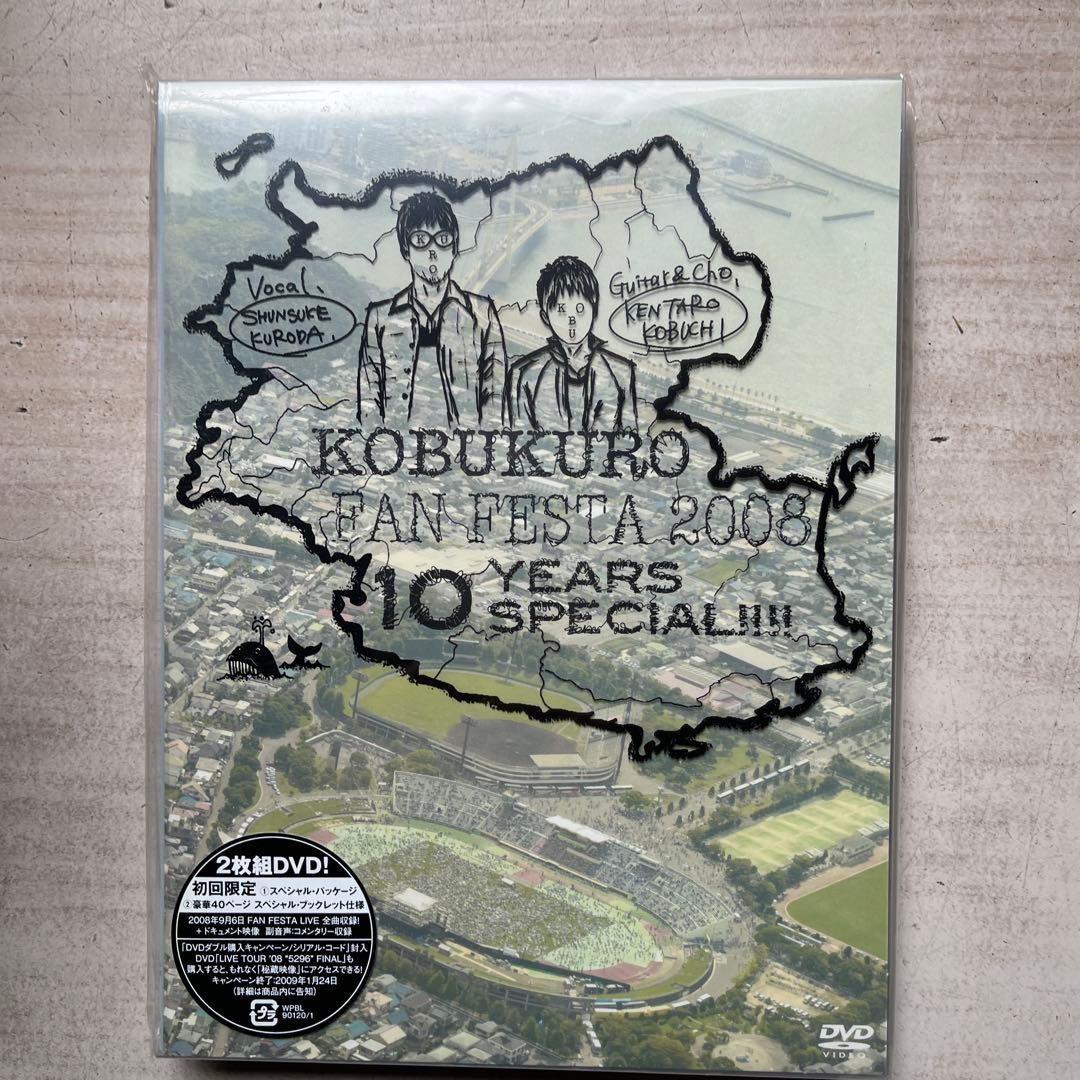 KU
RO
KO
BU
Vocal.
SHUNSUKE
KURODA.
Guitar & Cho.
KENTARO
KOBUCHI
KOBUKURO
FAN FESTA 2008
10 YEARS
SPECIAL!!!!!
2枚組DVD!
初回限定 ①スペシャル・パッケージ
②豪華40ページ スペシャル・ブックレット仕様
2008年9月6日 FAN FESTA LIVE 全曲収録!
+ドキュメント映像 副音声:コメンタリー収録
「DVDダブル購入キャンペーン/シリアル・コード」封入
DVD「LIVE TOUR '08 "5296" FINAL」も
購入すると、もれなく「秘蔵映像」にアクセスできる!
キャンペーン終了:2009年1月24日
(詳細は商品内に告知)
プラ
WPBL
90120/1
DVD
VIDEO